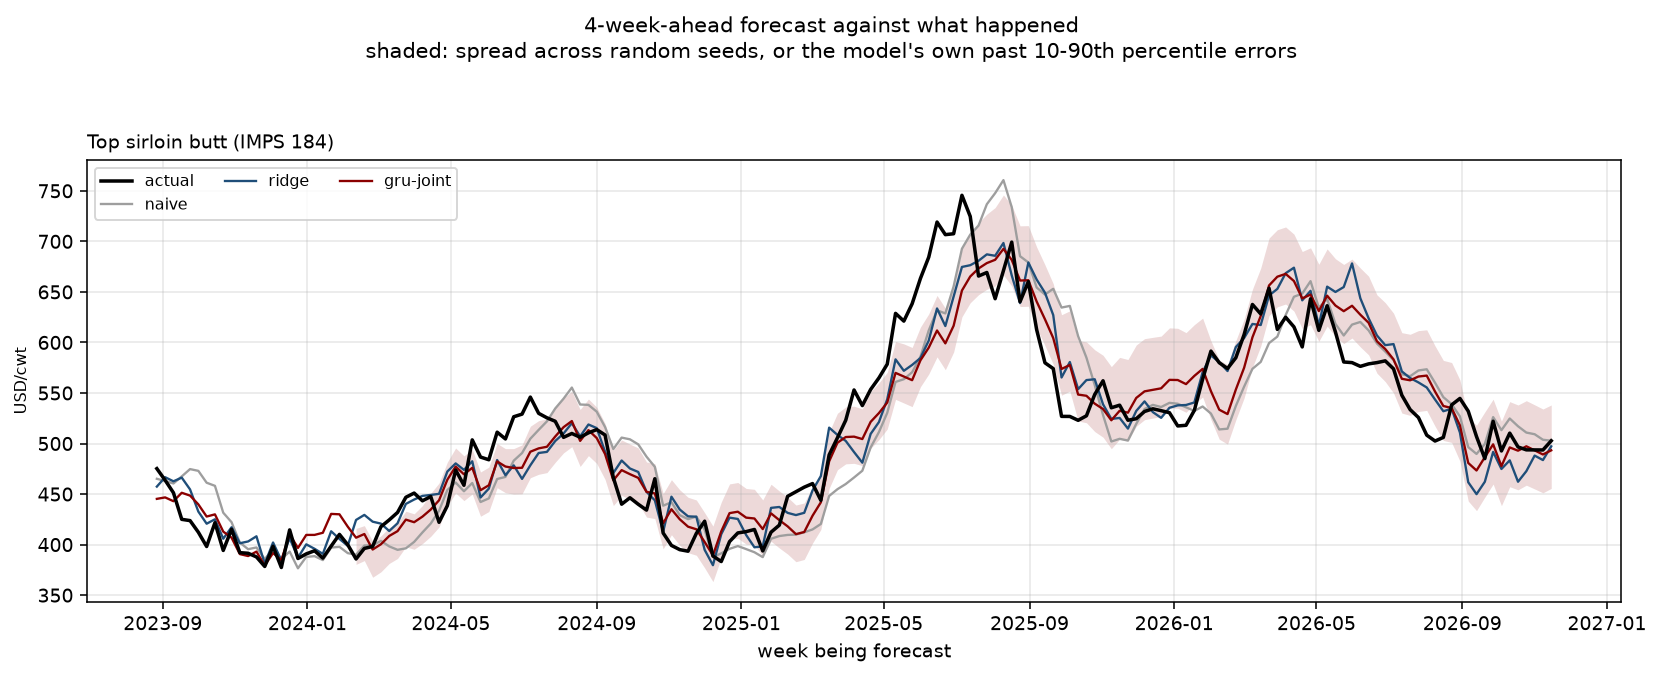 4-week-ahead forecast against what happened
shaded: spread across random seeds, or the model's own past 10-90th percentile errors
Top sirloin butt (IMPS 184)
actual ridge gru-joint
naive
750
700
650
600
550
500
450
400
350
USD/cwt
2023-09 2024-01 2024-05 2024-09 2025-01 2025-05 2025-09 2026-01 2026-05 2026-09 2027-01
week being forecast